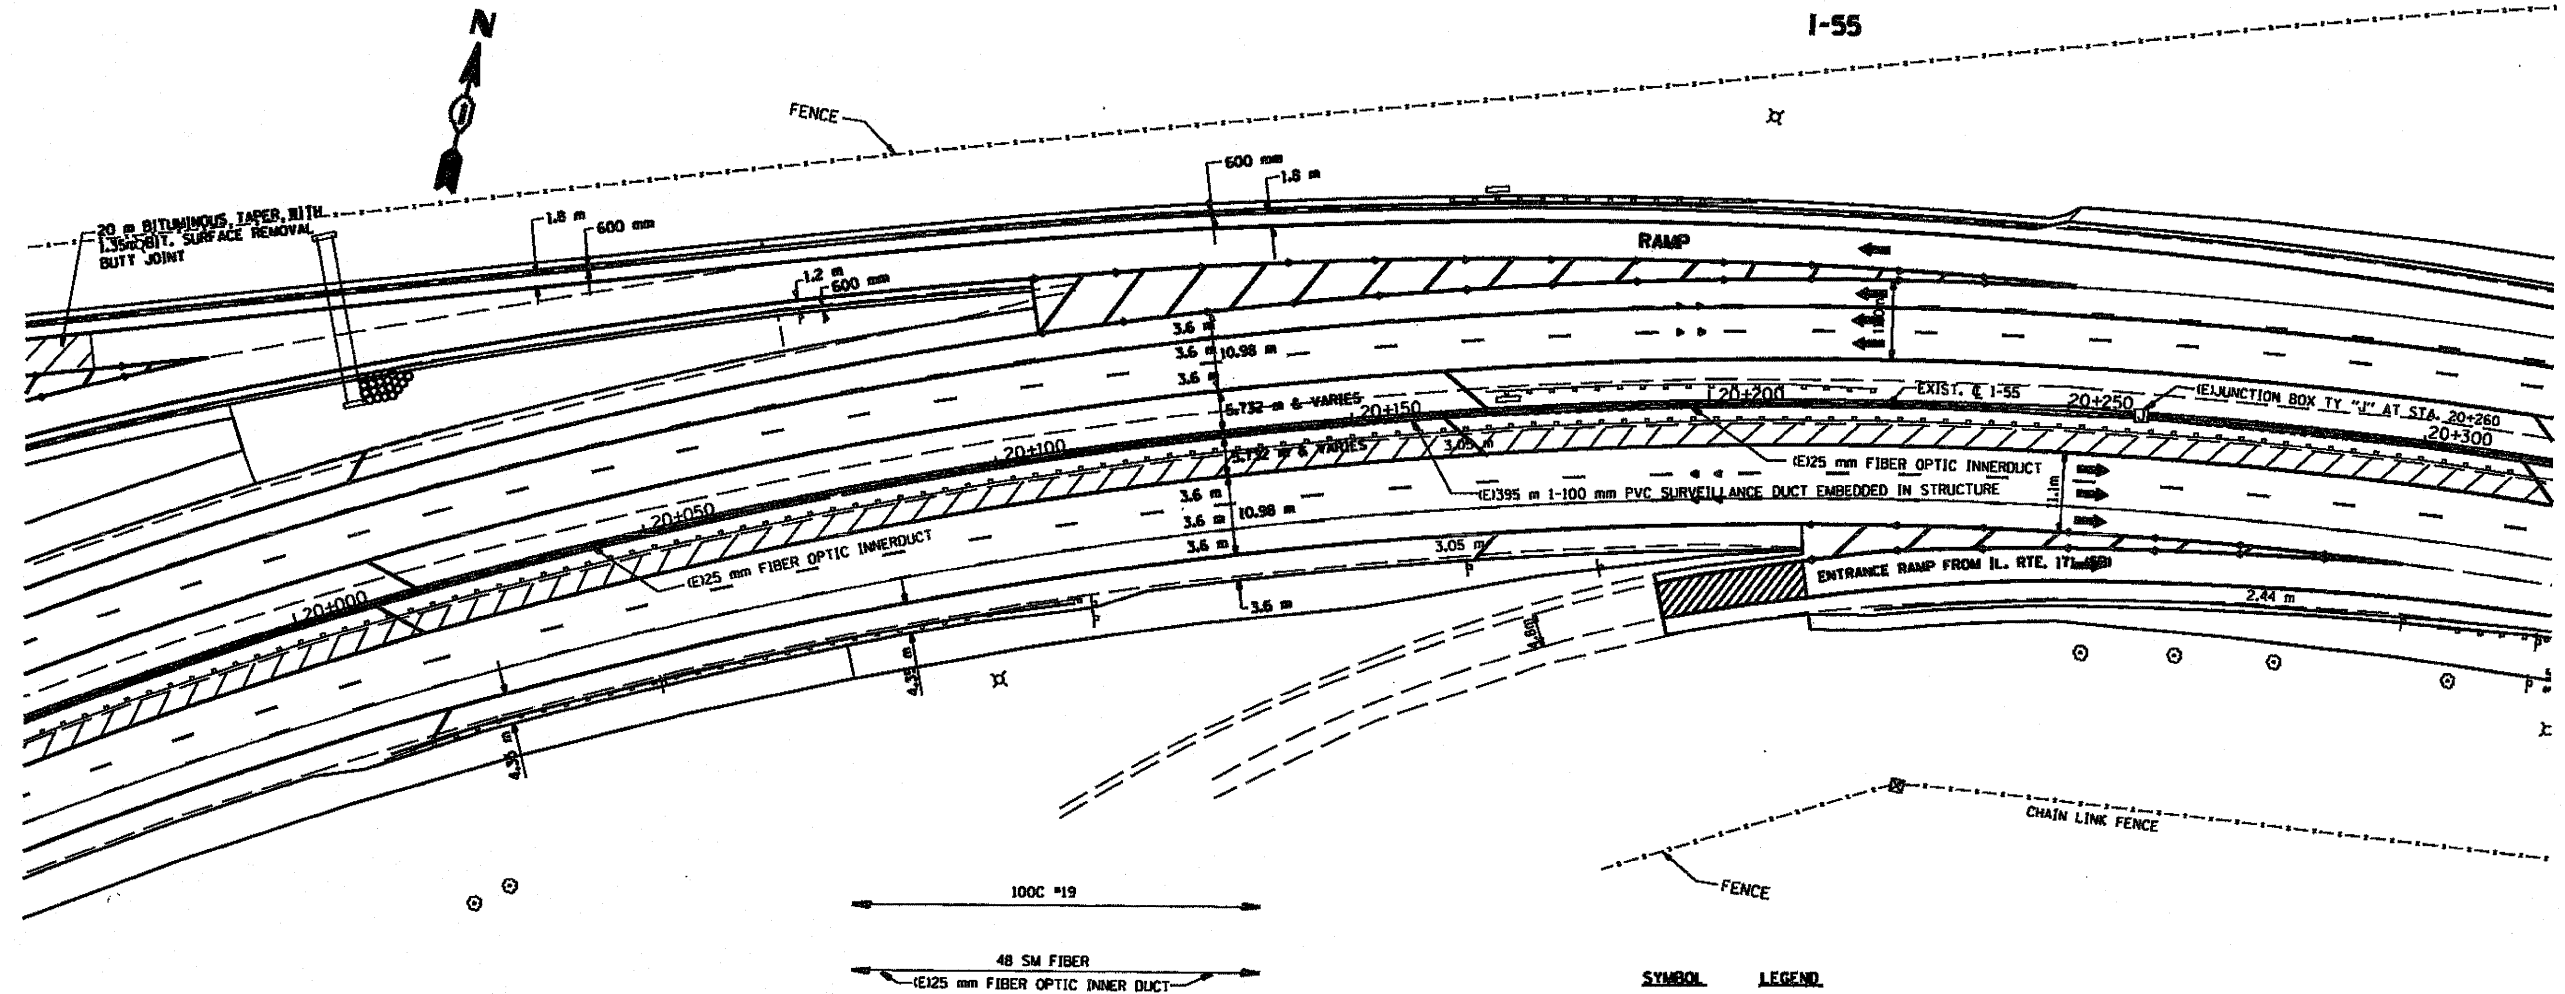 I-55
N
FENCE
600 mm
1.8 m
20 m BITUMINOUS TAPER, WITH
1.35m BIT. SURFACE REMOVAL
BUTT JOINT
1.8 m
600 mm
RAMP
1.2 m
600 mm
3.6 m
3.6 m
10.98 m
3.6 m
5.732 m & VARIES
20+150
20+200
EXIST. ℄ I-55
20+250
(E)JUNCTION BOX TY "J" AT STA. 20+260
20+300
20+100
5.732 m & VARIES
3.05 m
(E)25 mm FIBER OPTIC INNERDUCT
(E)395 m 1-100 mm PVC SURVEILLANCE DUCT EMBEDDED IN STRUCTURE
11.1m
20+050
3.6 m
3.6 m
10.98 m
3.6 m
3.05 m
(E)25 mm FIBER OPTIC INNERDUCT
ENTRANCE RAMP FROM IL. RTE. 171
20+000
3.6 m
2.44 m
4.8m
4.35 m
4.35 m
CHAIN LINK FENCE
FENCE
100C #19
48 SM FIBER
(E)25 mm FIBER OPTIC INNER DUCT
SYMBOL LEGEND